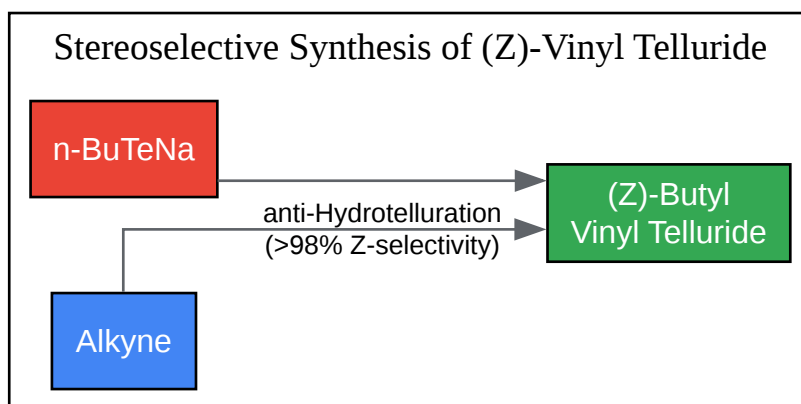 Stereoselective Synthesis of (Z)-Vinyl Telluride
n-BuTeNa
anti-Hydrotelluration
(>98% Z-selectivity)
(Z)-Butyl
Vinyl Telluride
Alkyne